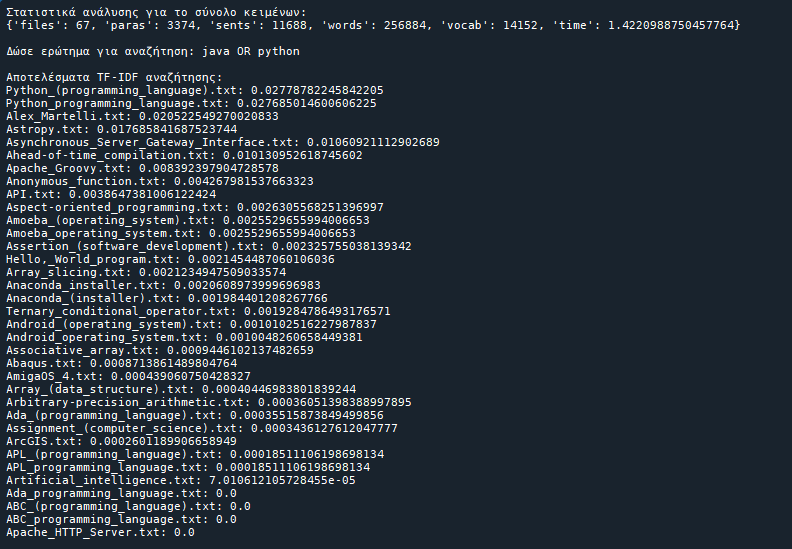 Στατιστικά ανάλυσης για το σύνολο κειμένων:
{'files': 67, 'paras': 3374, 'sents': 11688, 'words': 256884, 'vocab': 14152, 'time': 1.4220988750457764}
Δώσε ερώτημα για αναζήτηση: java OR python
Αποτελέσματα TF-IDF αναζήτησης:
Python_(programming_language).txt: 0.02778782245842205
Python_programming_language.txt: 0.027685014600606225
Alex_Martelli.txt: 0.020522549270020833
Astropy.txt: 0.017685841687523744
Asynchronous_Server_Gateway_Interface.txt: 0.01060921112902689
Ahead-of-time_compilation.txt: 0.010130952618745602
Apache_Groovy.txt: 0.008392397904728578
Anonymous_function.txt: 0.004267981537663323
API.txt: 0.0038647381006122424
Aspect-oriented_programming.txt: 0.0026305568251396997
Amoeba_(operating_system).txt: 0.0025529655994006653
Amoeba_operating_system.txt: 0.0025529655994006653
Assertion_(software_development).txt: 0.002325755038139342
Hello,_World_program.txt: 0.0021454487060106036
Array_slicing.txt: 0.0021234947509033574
Anaconda_installer.txt: 0.0020608973999696983
Anaconda_(installer).txt: 0.001984401208267766
Ternary_conditional_operator.txt: 0.0019284786493176571
Android_(operating_system).txt: 0.0010102516227987837
Android_operating_system.txt: 0.0010048260658449381
Associative_array.txt: 0.0009446102137482659
Abaqus.txt: 0.0008713861489804764
AmigaOS_4.txt: 0.000439060750428327
Array_(data_structure).txt: 0.00040446983801839244
Arbitrary-precision_arithmetic.txt: 0.00036051398388997895
Ada_(programming_language).txt: 0.00035515873849499856
Assignment_(computer_science).txt: 0.0003436127612047777
ArcGIS.txt: 0.0002601189906658949
APL_(programming_language).txt: 0.00018511106198698134
APL_programming_language.txt: 0.00018511106198698134
Artificial_intelligence.txt: 7.010612105728455e-05
Ada_programming_language.txt: 0.0
ABC_(programming_language).txt: 0.0
ABC_programming_language.txt: 0.0
Apache_HTTP_Server.txt: 0.0